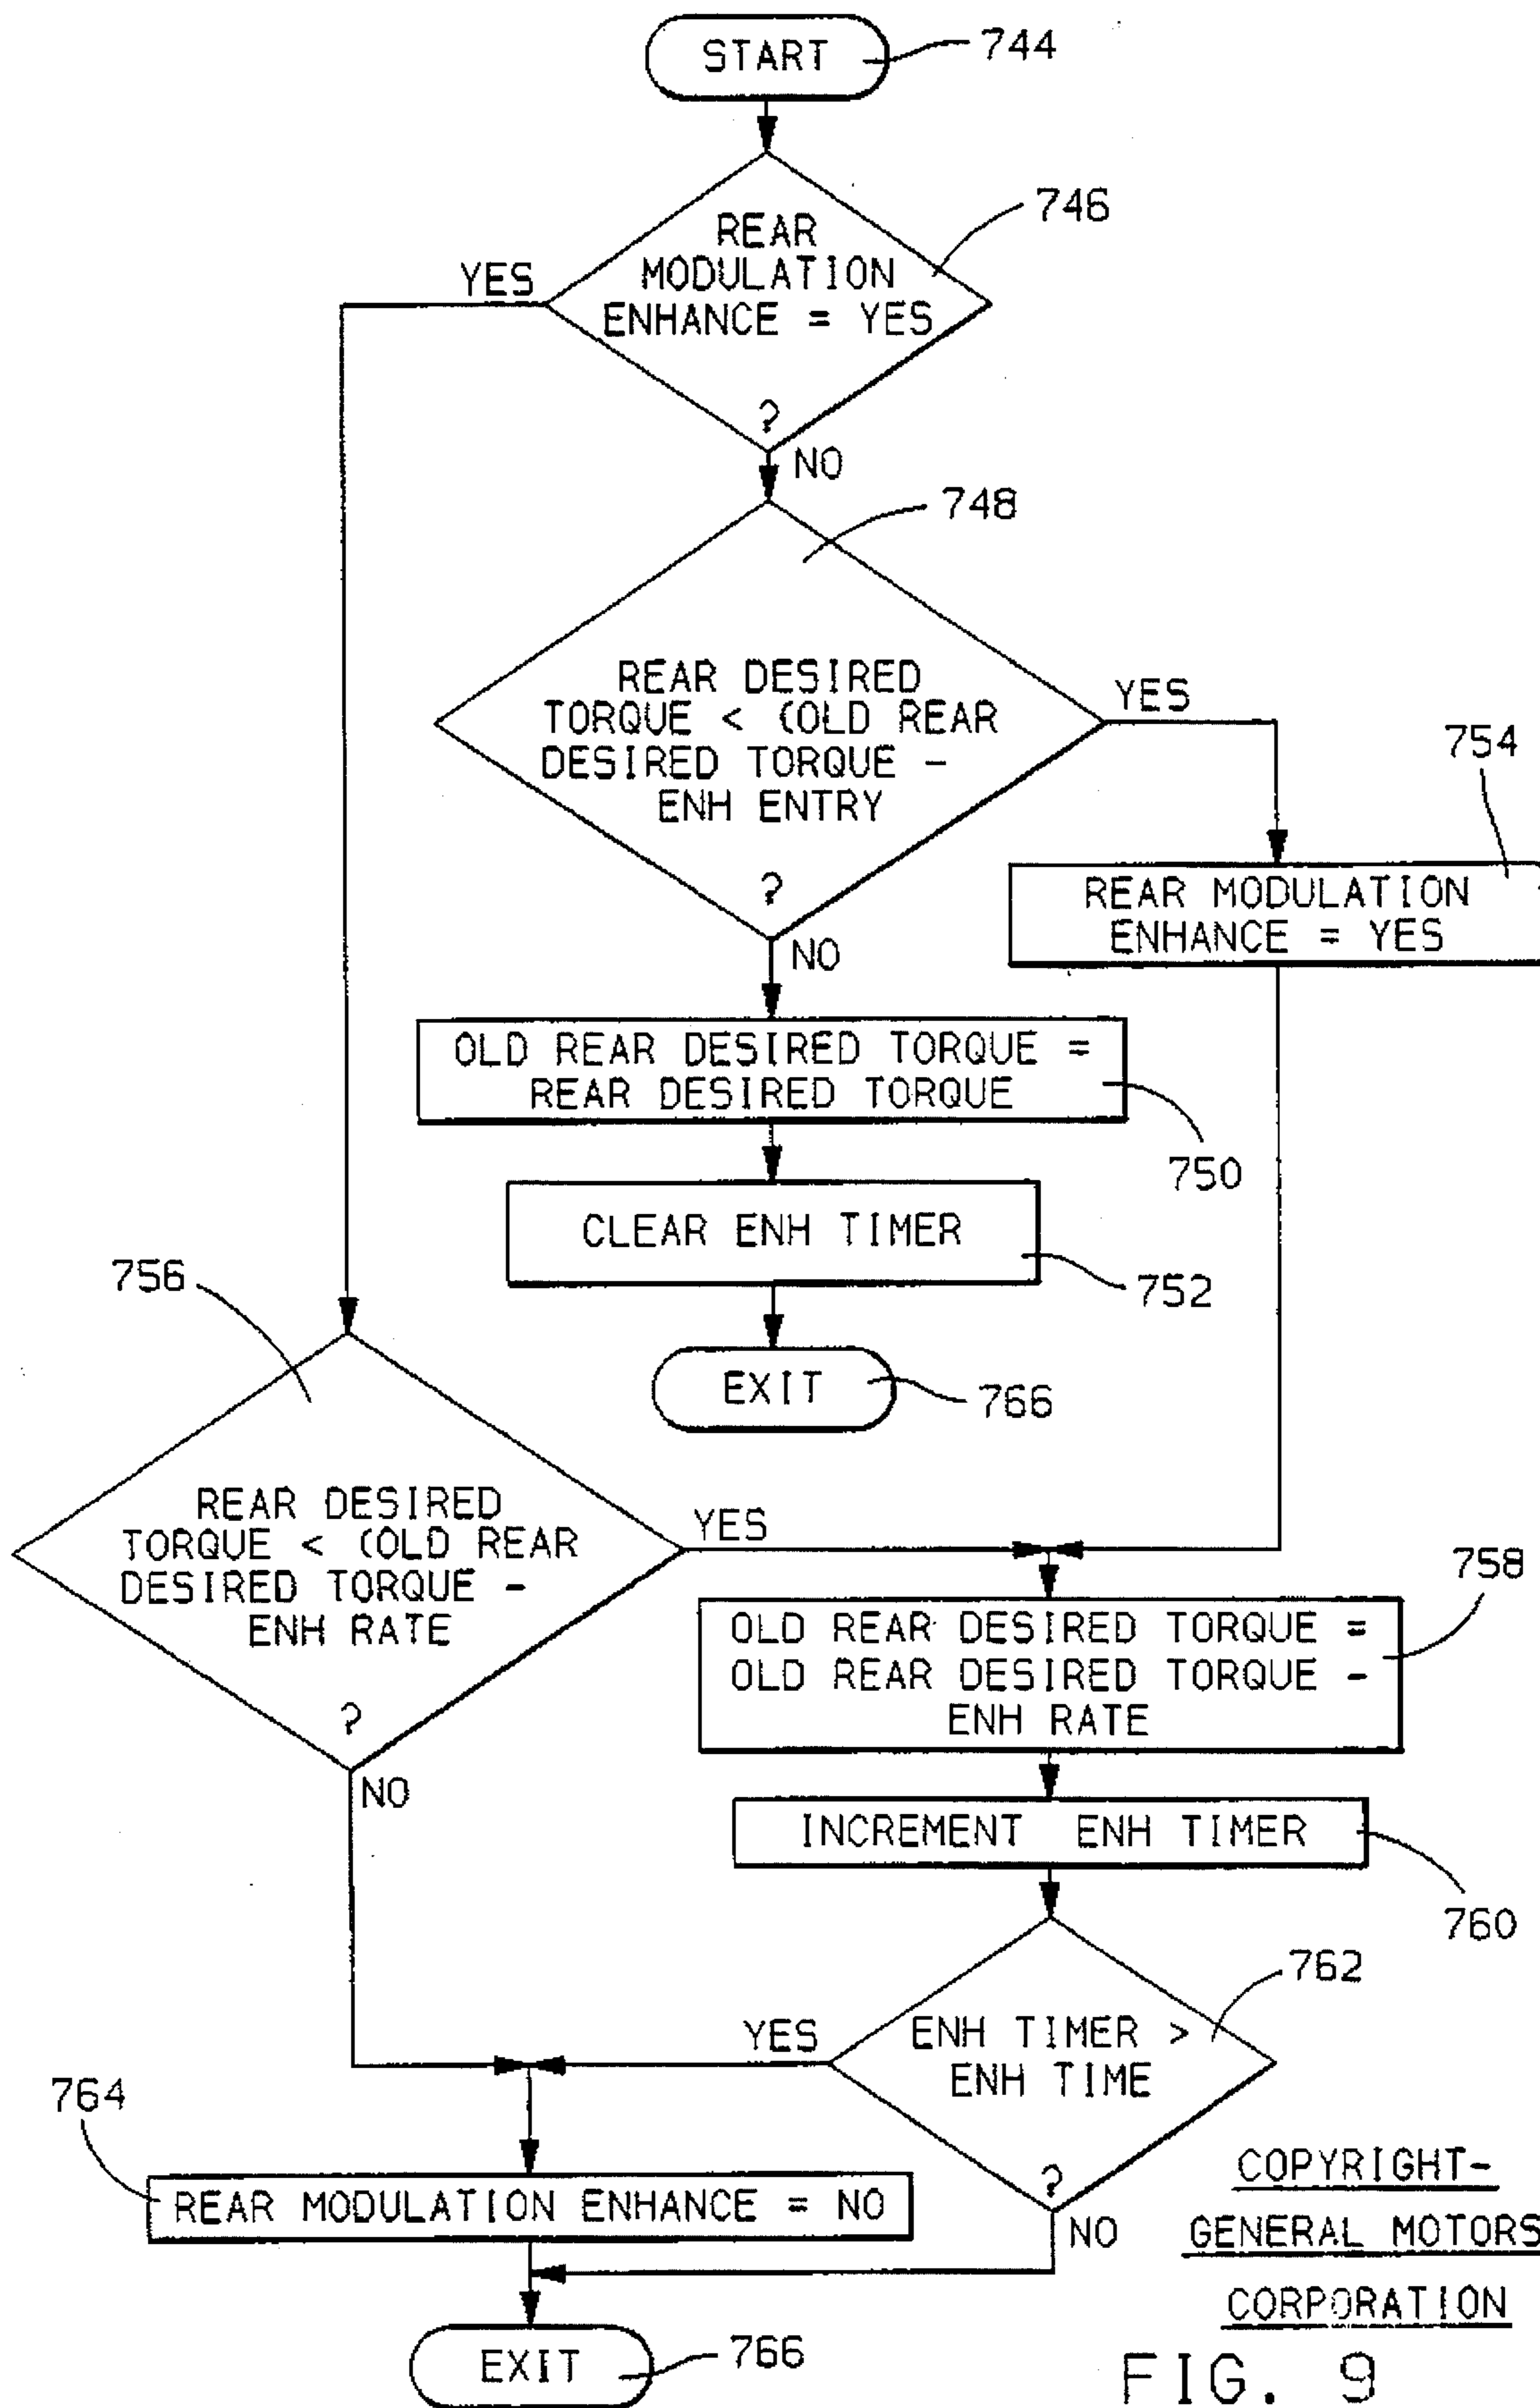 START
744
REAR
MODULATION
ENHANCE = YES
?
746
YES
NO
748
REAR DESIRED
TORQUE < (OLD REAR
DESIRED TORQUE -
ENH ENTRY
?
YES
NO
754
REAR MODULATION
ENHANCE = YES
OLD REAR DESIRED TORQUE =
REAR DESIRED TORQUE
750
CLEAR ENH TIMER
752
EXIT
766
756
REAR DESIRED
TORQUE < (OLD REAR
DESIRED TORQUE -
ENH RATE
?
YES
NO
758
OLD REAR DESIRED TORQUE =
OLD REAR DESIRED TORQUE -
ENH RATE
INCREMENT ENH TIMER
760
762
ENH TIMER >
ENH TIME
?
YES
NO
764
REAR MODULATION ENHANCE = NO
EXIT
766
COPYRIGHT-
GENERAL MOTORS
CORPORATION
FIG. 9